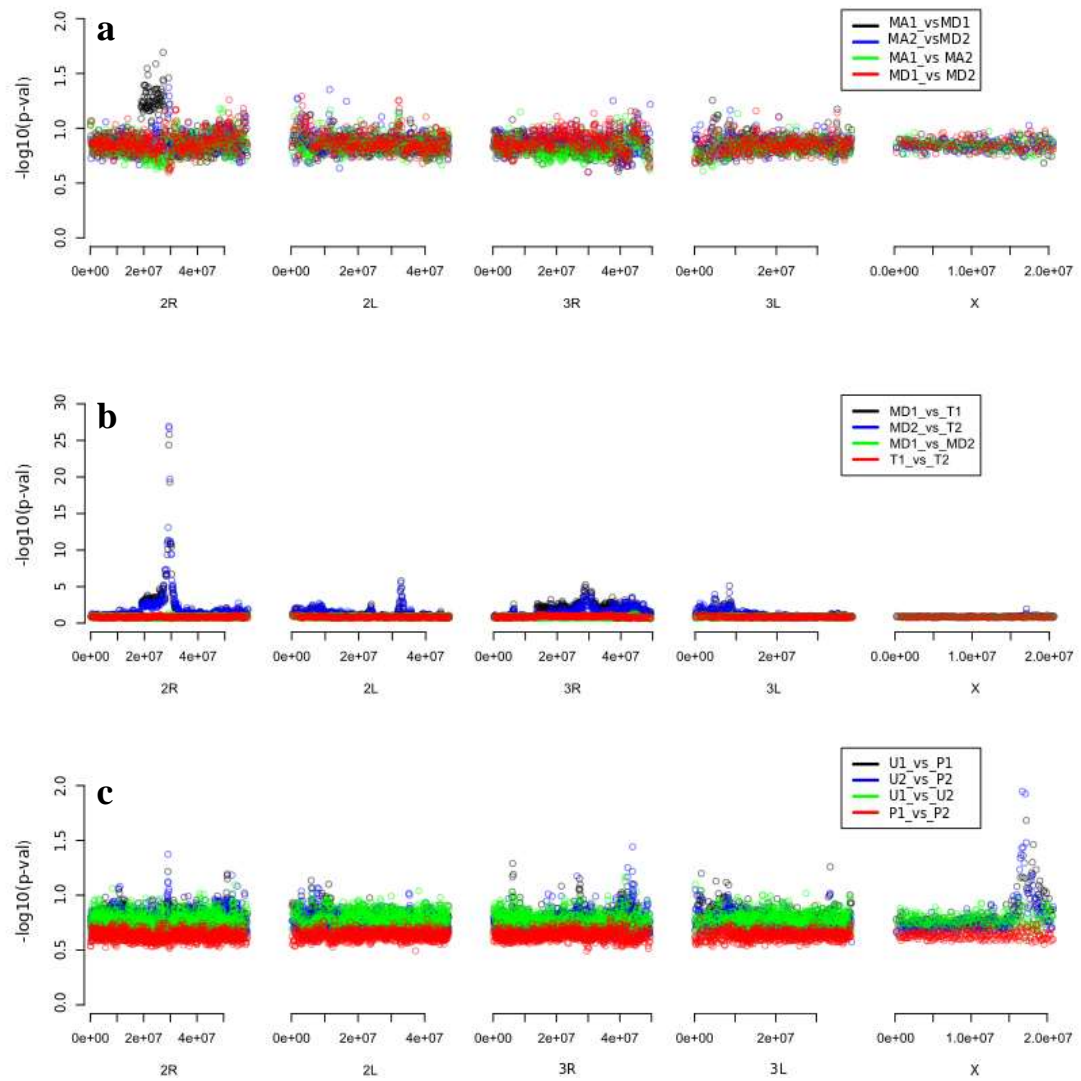 a
-log10(p-val)
2.0
1.5
1.0
0.5
0.0
MA1_vsMD1
MA2_vsMD2
MA1_vs MA2
MD1_vs MD2
0e+00 2e+07 4e+07
0e+00 2e+07 4e+07
0e+00 2e+07 4e+07
0e+00 2e+07
0.0e+00 1.0e+07 2.0e+07
2R 2L 3R 3L X
b
-log10(p-val)
30
25
20
15
10
5
0
MD1_vs_T1
MD2_vs_T2
MD1_vs_MD2
T1_vs_T2
0e+00 2e+07 4e+07
0e+00 2e+07 4e+07
0e+00 2e+07 4e+07
0e+00 2e+07
0.0e+00 1.0e+07 2.0e+07
2R 2L 3R 3L X
c
-log10(p-val)
2.0
1.5
1.0
0.5
0.0
U1_vs_P1
U2_vs_P2
U1_vs_U2
P1_vs_P2
0e+00 2e+07 4e+07
0e+00 2e+07 4e+07
0e+00 2e+07 4e+07
0e+00 2e+07
0.0e+00 1.0e+07 2.0e+07
2R 2L 3R 3L X